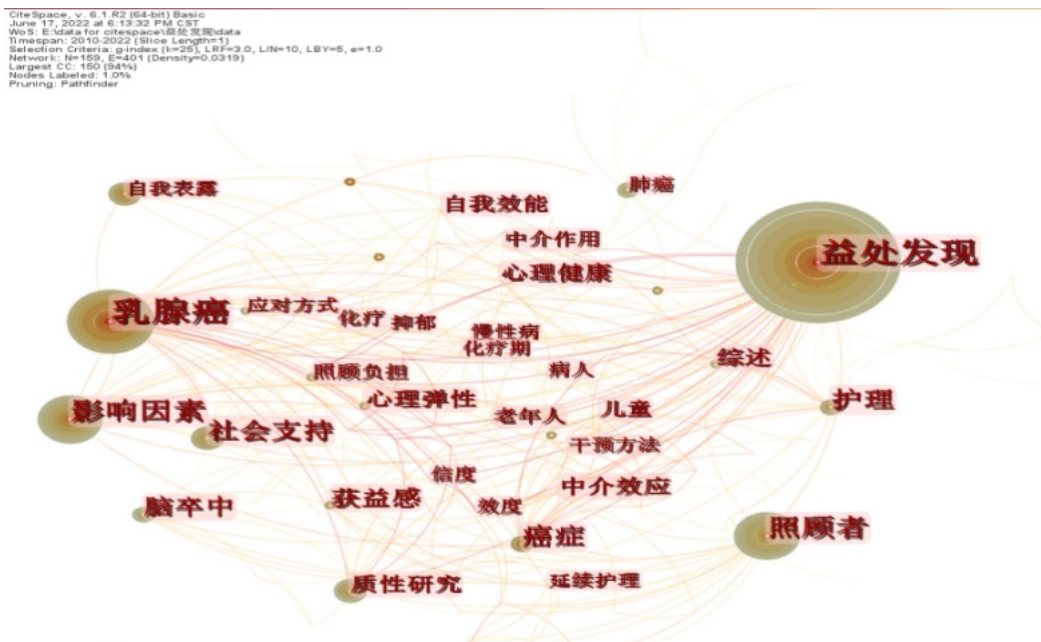 CiteSpace, v. 6.1.R2 (64-bit) Basic
June 17, 2022 at 6:13:32 PM CST
WoS: E:\data for citespace\益处发现\data
Timespan: 2010-2022 (Slice Length=1)
Selection Criteria: g-index (k=25), LRF=3.0, L/N=10, LBY=5, e=1.0
Network: N=159, E=401 (Density=0.0319)
Largest CC: 150 (94%)
Nodes Labeled: 1.0%
Pruning: Pathfinder
自我表露
肺癌
自我效能
中介作用
益处发现
心理健康
乳腺癌
应对方式
化疗
抑郁
慢性病
化疗期
综述
照顾负担
病人
心理弹性
护理
影响因素
老年人
儿童
社会支持
干预方法
信度
中介效应
获益感
效度
脑卒中
癌症
照顾者
质性研究
延续护理